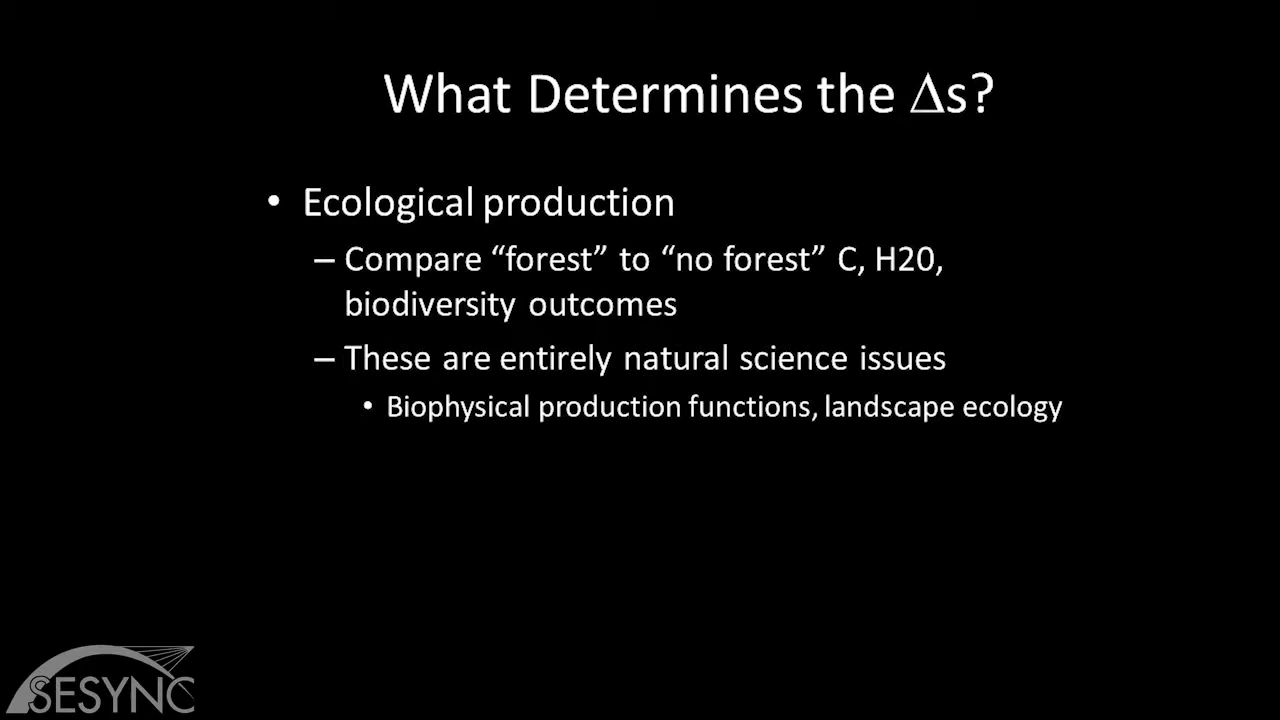 What Determines the Δs?
• Ecological production
– Compare “forest” to “no forest” C, H20,
biodiversity outcomes
– These are entirely natural science issues
• Biophysical production functions, landscape ecology
SESYNC